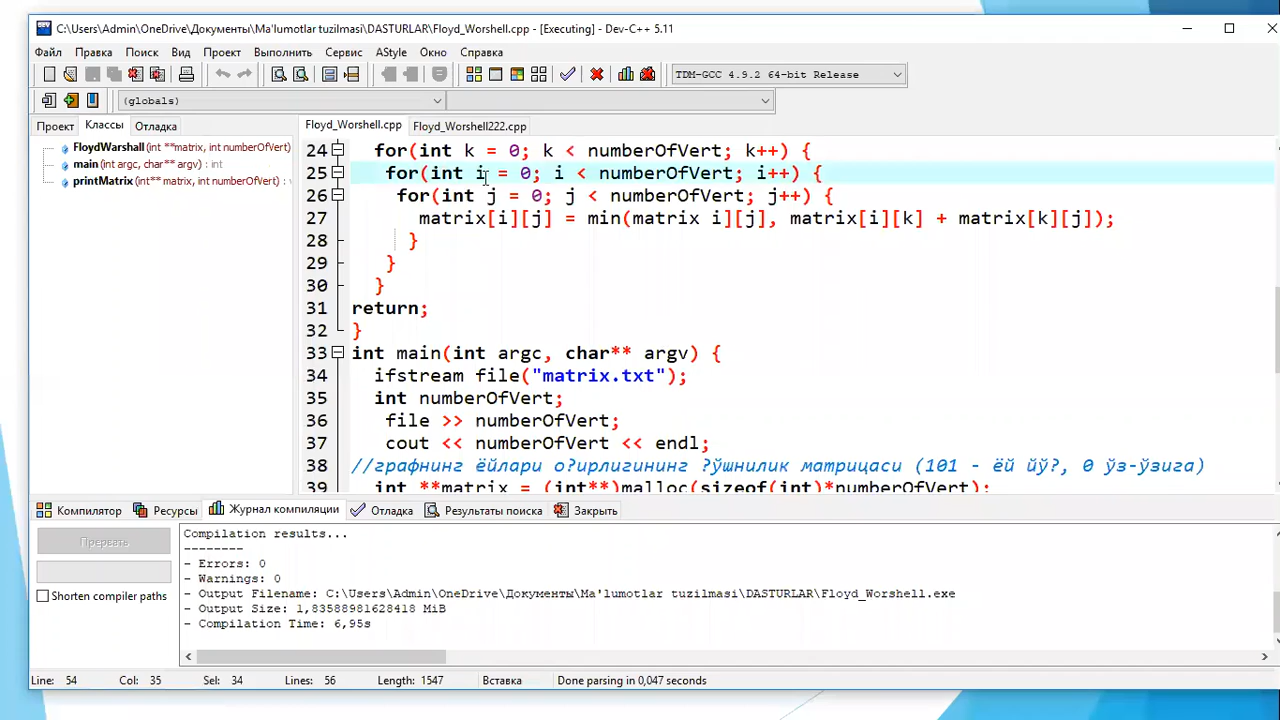 C:\Users\Admin\OneDrive\Документы\Ma'lumotlar tuzilmasi\DASTURLAR\Floyd_Worshell.cpp - [Executing] - Dev-C++ 5.11
Файл Правка Поиск Вид Проект Выполнить Сервис AStyle Окно Справка
TDM-GCC 4.9.2 64-bit Release
(globals)
Проект Классы Отладка
Floyd_Worshell.cpp Floyd_Worshell222.cpp
FloydWarshall (int **matrix, int numberOfVert)
main (int argc, char** argv) : int
printMatrix (int** matrix, int numberOfVert) :
24 for(int k = 0; k < numberOfVert; k++) {
25 for(int i = 0; i < numberOfVert; i++) {
26 for(int j = 0; j < numberOfVert; j++) {
27 matrix[i][j] = min(matrix i][j], matrix[i][k] + matrix[k][j]);
28 }
29 }
30 }
31 return;
32 }
33 int main(int argc, char** argv) {
34 ifstream file("matrix.txt");
35 int numberOfVert;
36 file >> numberOfVert;
37 cout << numberOfVert << endl;
38 //графнинг ёйлари о?ирлигининг ?ўшнилик матрицаси (101 - ёй йў?, 0 ўз-ўзига)
39 int **matrix = (int**)malloc(sizeof(int)*numberOfVert);
Компилятор Ресурсы Журнал компиляции Отладка Результаты поиска Закрыть
Прервать
Shorten compiler paths
Compilation results...
--------
- Errors: 0
- Warnings: 0
- Output Filename: C:\Users\Admin\OneDrive\Документы\Ma'lumotlar tuzilmasi\DASTURLAR\Floyd_Worshell.exe
- Output Size: 1,83588981628418 MiB
- Compilation Time: 6,95s
Line: 54 Col: 35 Sel: 34 Lines: 56 Length: 1547 Вставка Done parsing in 0,047 seconds